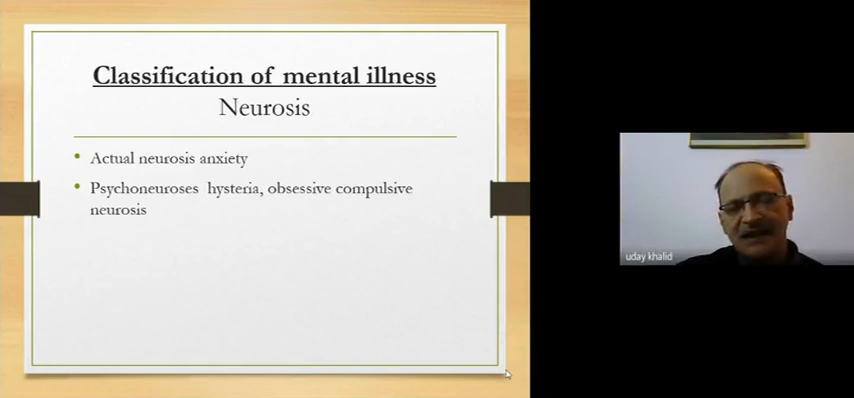 Classification of mental illness
Neurosis
Actual neurosis anxiety
Psychoneuroses hysteria, obsessive compulsive
neurosis
uday khalid